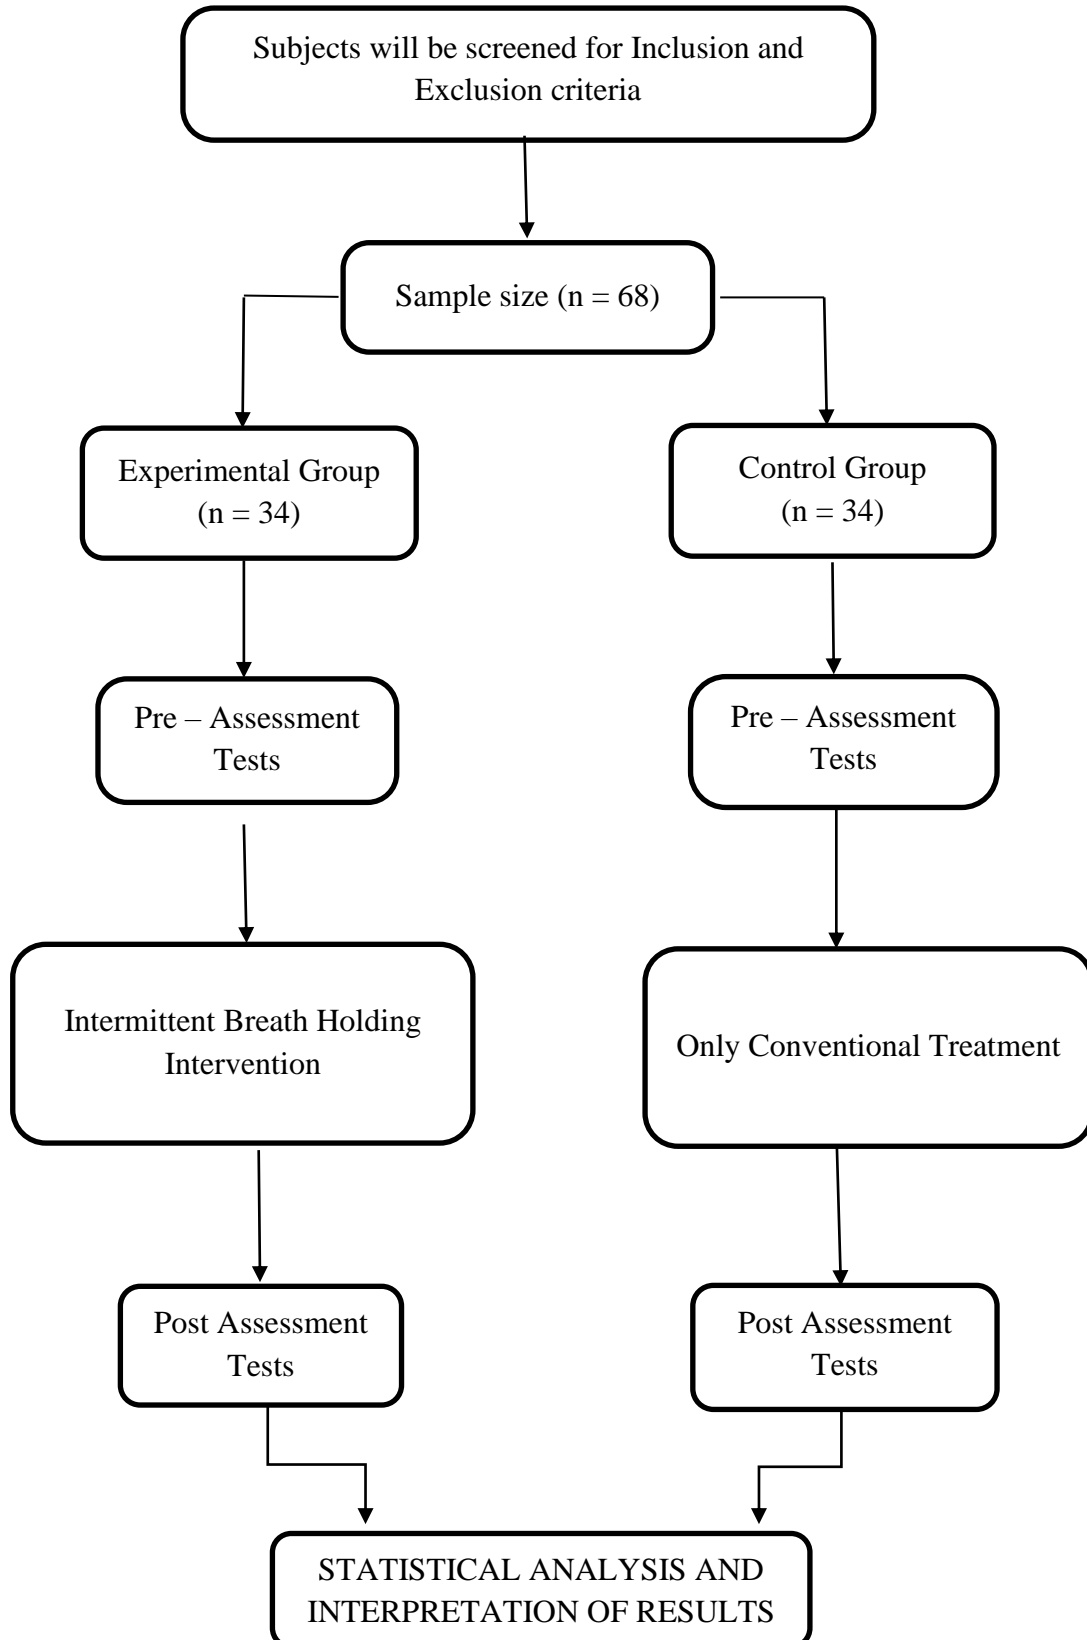 Subjects will be screened for Inclusion and
Exclusion criteria
Sample size (n = 68)
Experimental Group
(n = 34)
Control Group
(n = 34)
Pre – Assessment
Tests
Pre – Assessment
Tests
Intermittent Breath Holding
Intervention
Only Conventional Treatment
Post Assessment
Tests
Post Assessment
Tests
STATISTICAL ANALYSIS AND
INTERPRETATION OF RESULTS